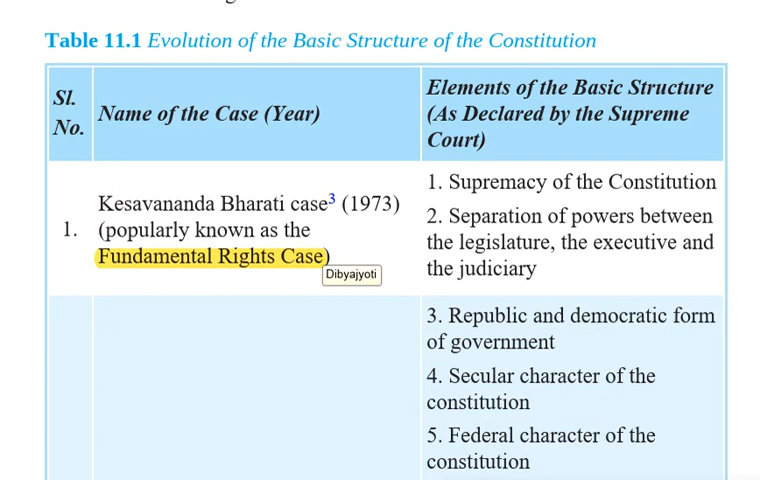 Table 11.1 Evolution of the Basic Structure of the Constitution
Sl.
No.
Name of the Case (Year)
Elements of the Basic Structure
(As Declared by the Supreme
Court)
1.
Kesavananda Bharati case3 (1973)
(popularly known as the
Fundamental Rights Case)
Dibyajyoti
1. Supremacy of the Constitution
2. Separation of powers between
the legislature, the executive and
the judiciary
3. Republic and democratic form
of government
4. Secular character of the
constitution
5. Federal character of the
constitution